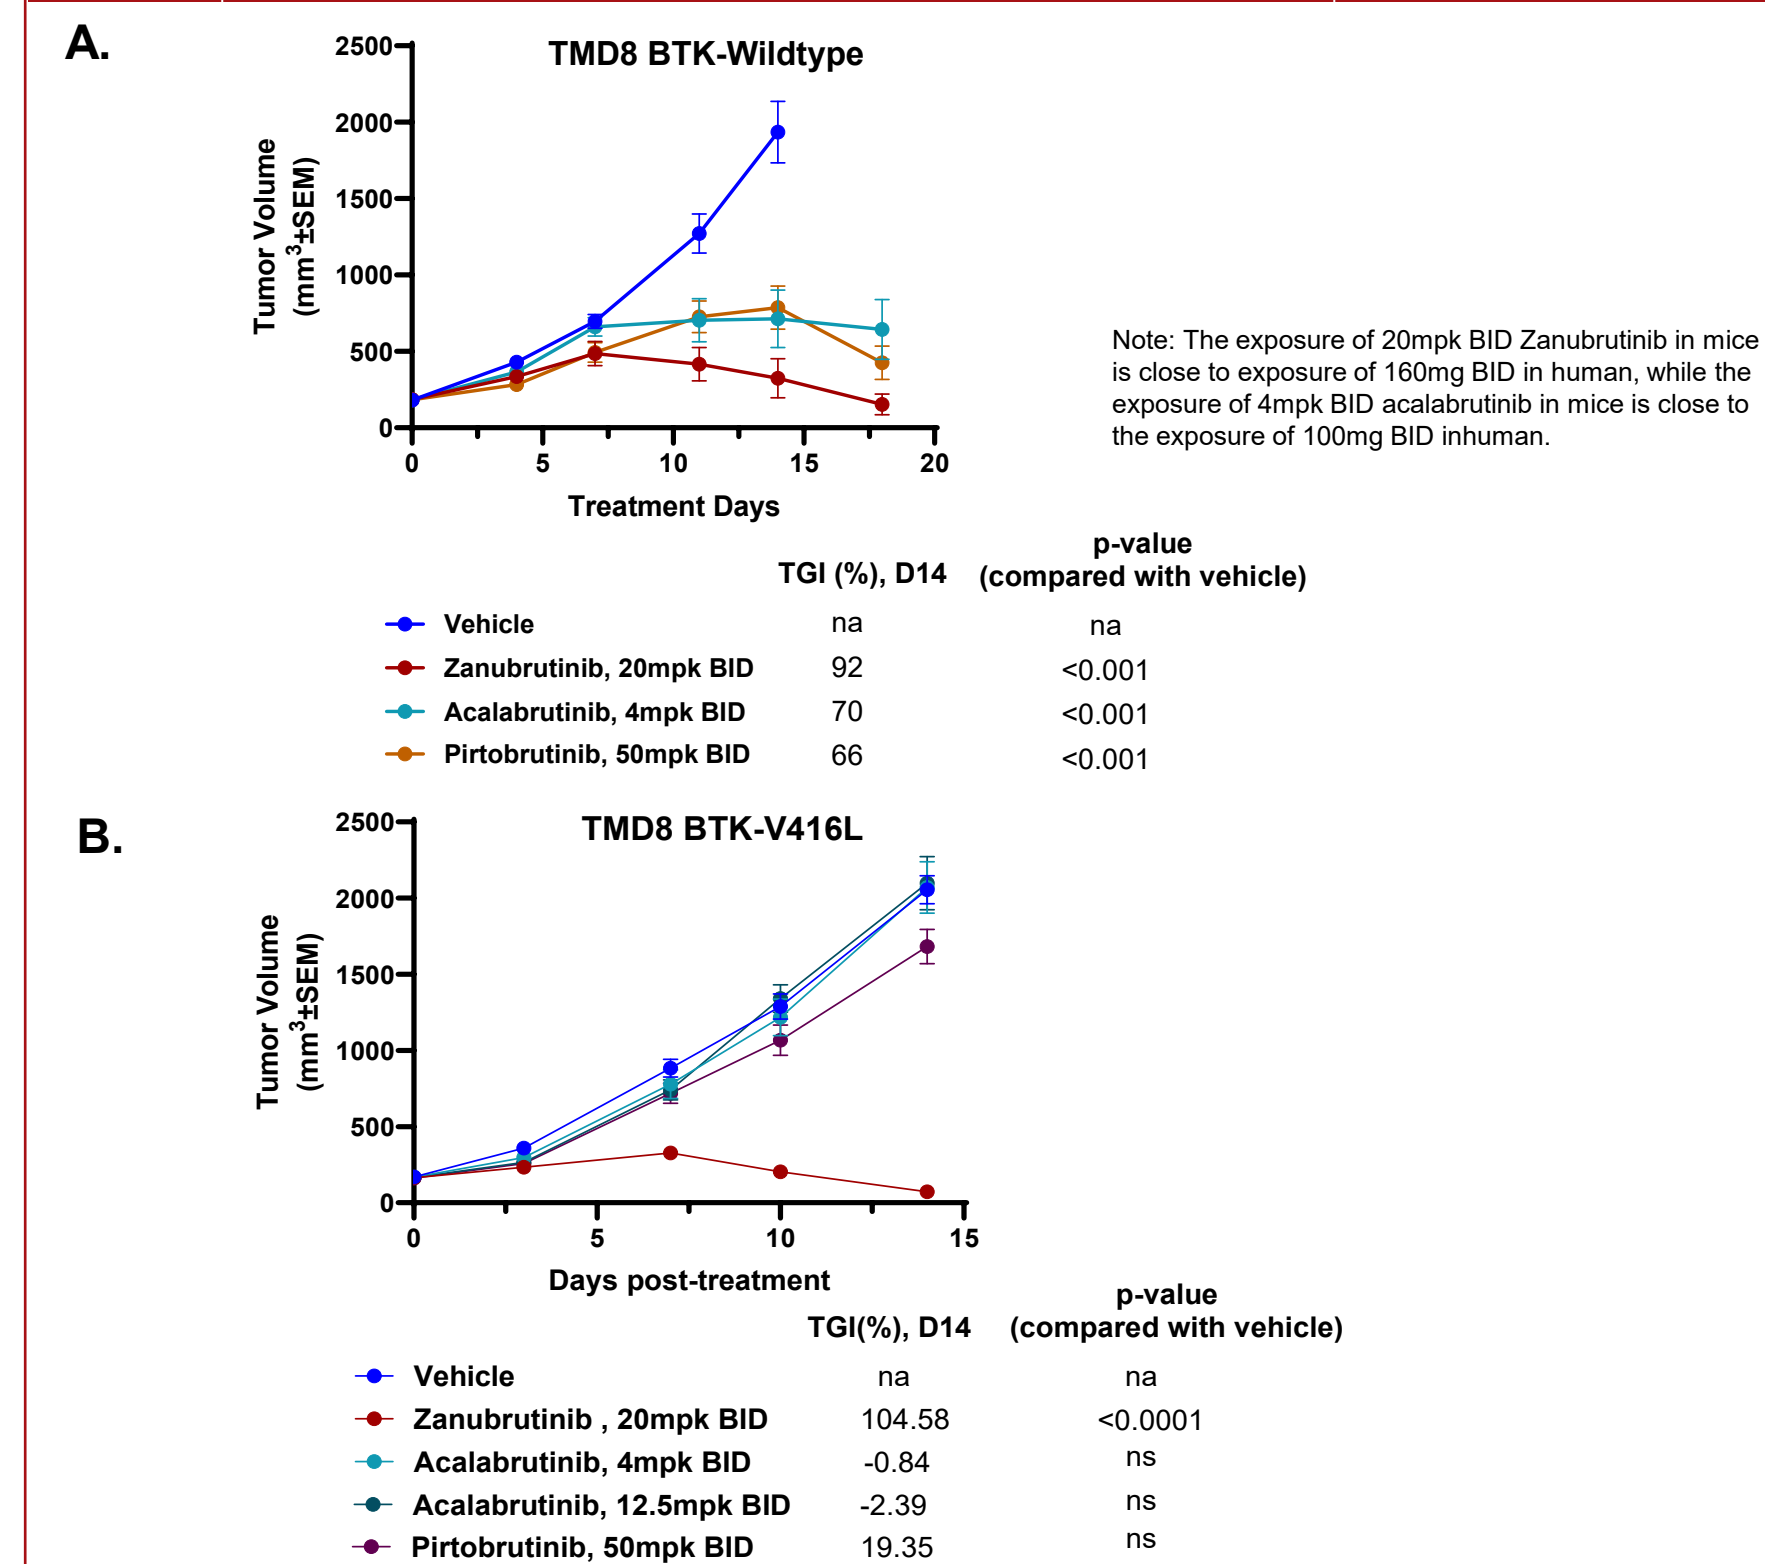 A.
TMD8 BTK-Wildtype
2500
2000
1500
1000
500
0
Tumor Volume
(mm³±SEM)
0 5 10 15 20
Treatment Days
Note: The exposure of 20mpk BID Zanubrutinib in mice
is close to exposure of 160mg BID in human, while the
exposure of 4mpk BID acalabrutinib in mice is close to
the exposure of 100mg BID inhuman.
p-value
TGI (%), D14 (compared with vehicle)
Vehicle na na
Zanubrutinib, 20mpk BID 92 <0.001
Acalabrutinib, 4mpk BID 70 <0.001
Pirtobrutinib, 50mpk BID 66 <0.001
B.
TMD8 BTK-V416L
2500
2000
1500
1000
500
0
Tumor Volume
(mm³±SEM)
0 5 10 15
Days post-treatment
p-value
TGI(%), D14 (compared with vehicle)
Vehicle na na
Zanubrutinib , 20mpk BID 104.58 <0.0001
Acalabrutinib, 4mpk BID -0.84 ns
Acalabrutinib, 12.5mpk BID -2.39 ns
Pirtobrutinib, 50mpk BID 19.35 ns